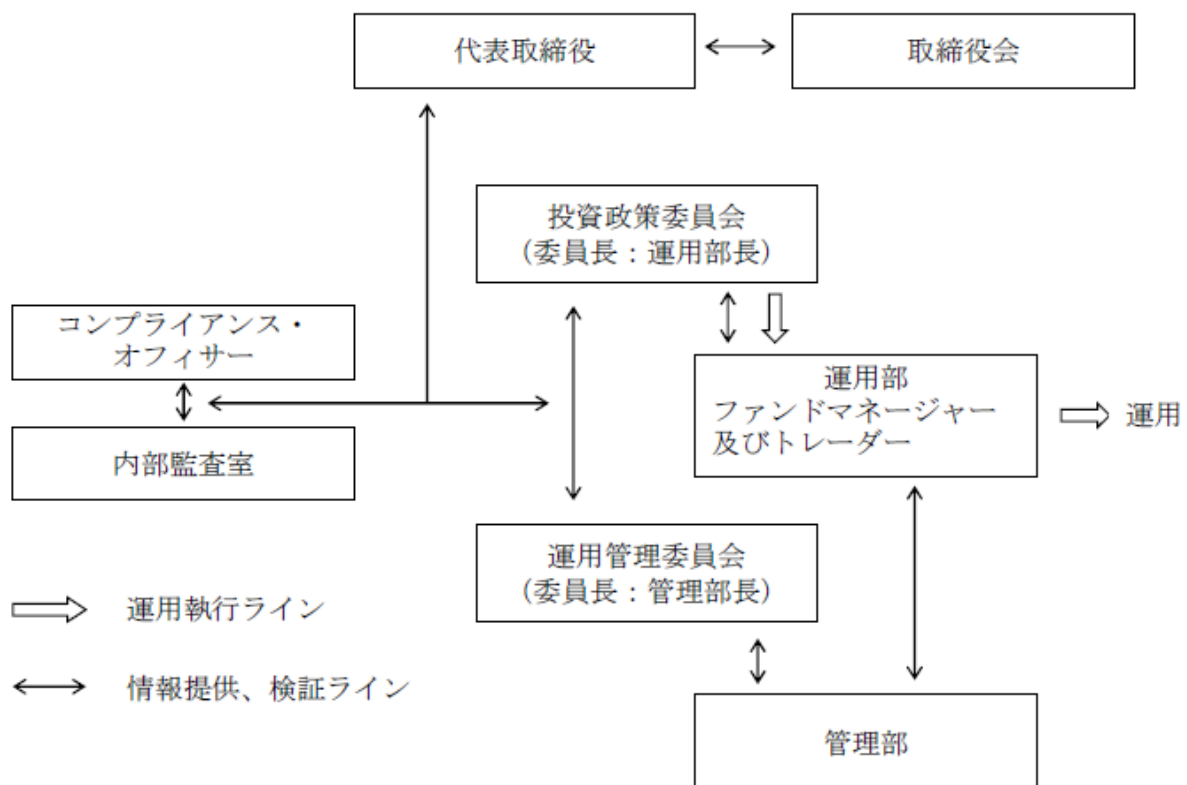 代表取締役
取締役会
投資政策委員会
（委員長：運用部長）
コンプライアンス・
オフィサー
運用部
ファンドマネージャー
及びトレーダー
運用
内部監査室
運用管理委員会
（委員長：管理部長）
運用執行ライン
情報提供、検証ライン
管理部